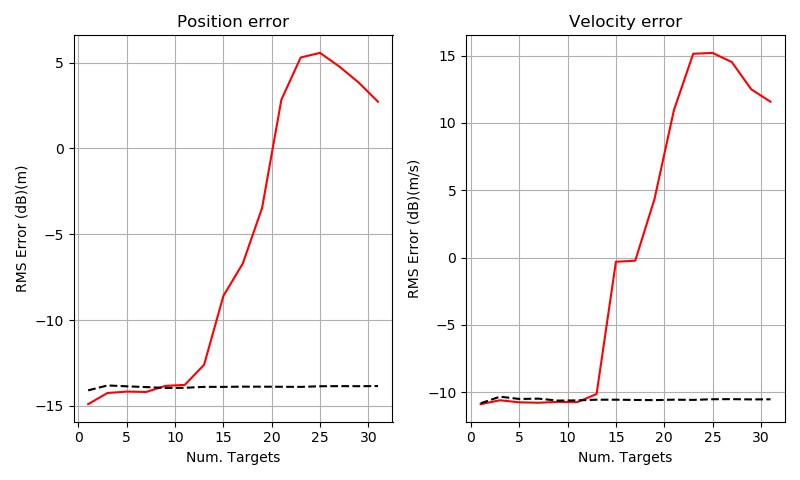 Position error
RMS Error (dB)(m)
5
0
−5
−10
−15
0 5 10 15 20 25 30
Num. Targets
Velocity error
RMS Error (dB)(m/s)
15
10
5
0
−5
−10
0 5 10 15 20 25 30
Num. Targets